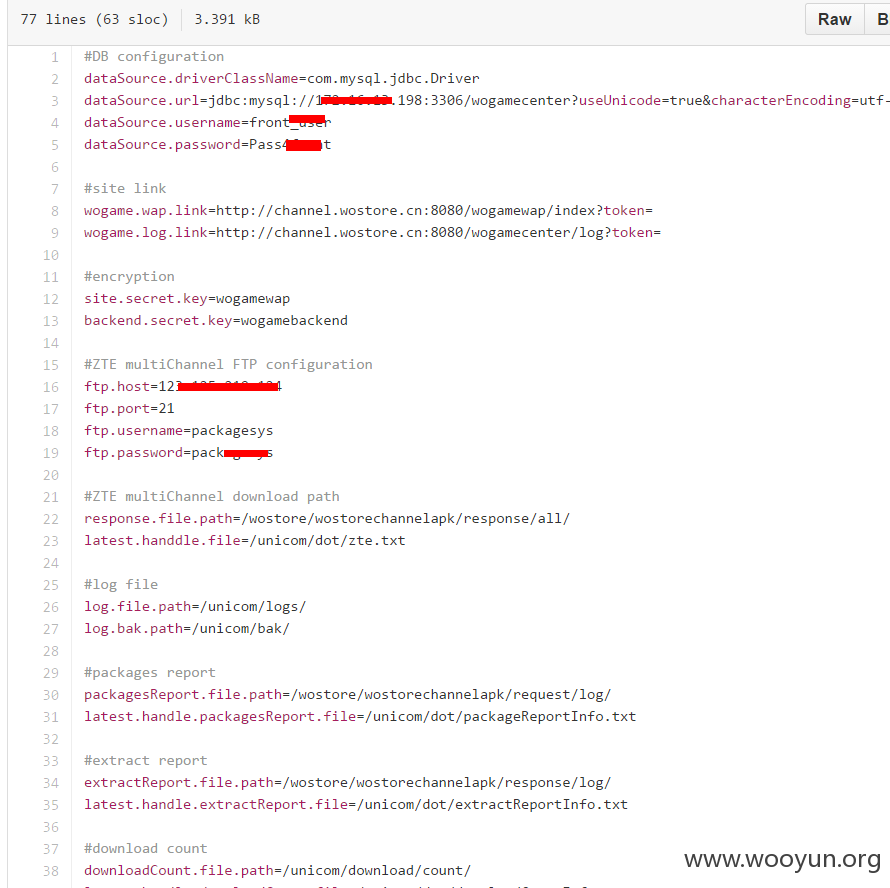 77 lines (63 sloc) 3.391 kB Raw B
1 #DB configuration
2 dataSource.driverClassName=com.mysql.jdbc.Driver
3 dataSource.url=jdbc:mysql://1 .198:3306/wogamecenter?useUnicode=true&characterEncoding=utf-
4 dataSource.username=front
5 dataSource.password=
6
7 #site link
8 wogame.wap.link=http://channel.wostore.cn:8080/wogamewap/index?token=
9 wogame.log.link=http://channel.wostore.cn:8080/wogamecenter/log?token=
10
11 #encryption
12 site.secret.key=wogamewap
13 backend.secret.key=wogamebackend
14
15 #ZTE multiChannel FTP configuration
16 ftp.host=
17 ftp.port=21
18 ftp.username=packagesys
19 ftp.password=
20
21 #ZTE multiChannel download path
22 response.file.path=/wostore/wostorechannelapk/response/all/
23 latest.handdle.file=/unicom/dot/zte.txt
24
25 #log file
26 log.file.path=/unicom/logs/
27 log.bak.path=/unicom/bak/
28
29 #packages report
30 packagesReport.file.path=/wostore/wostorechannelapk/request/log/
31 latest.handle.packagesReport.file=/unicom/dot/packageReportInfo.txt
32
33 #extract report
34 extractReport.file.path=/wostore/wostorechannelapk/response/log/
35 latest.handle.extractReport.file=/unicom/dot/extractReportInfo.txt
36
37 #download count
38 downloadCount.file.path=/unicom/download/count/
www.wooyun.org